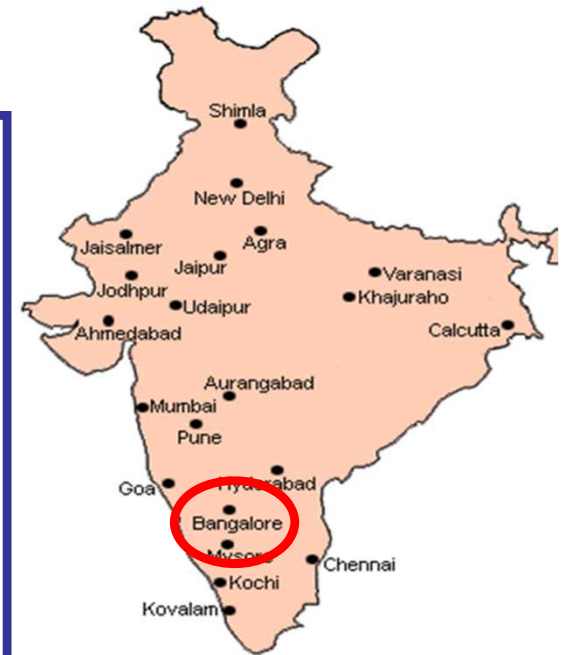 Shimla
New Delhi
Agra
Jaisalmer
Jaipur
Varanasi
Jodhpur
Khajuraho
Udaipur
Calcutta
Ahmedabad
Aurangabad
Mumbai
Pune
Hyderabad
Goa
Bangalore
Mysore
Chennai
Kochi
Kovalam